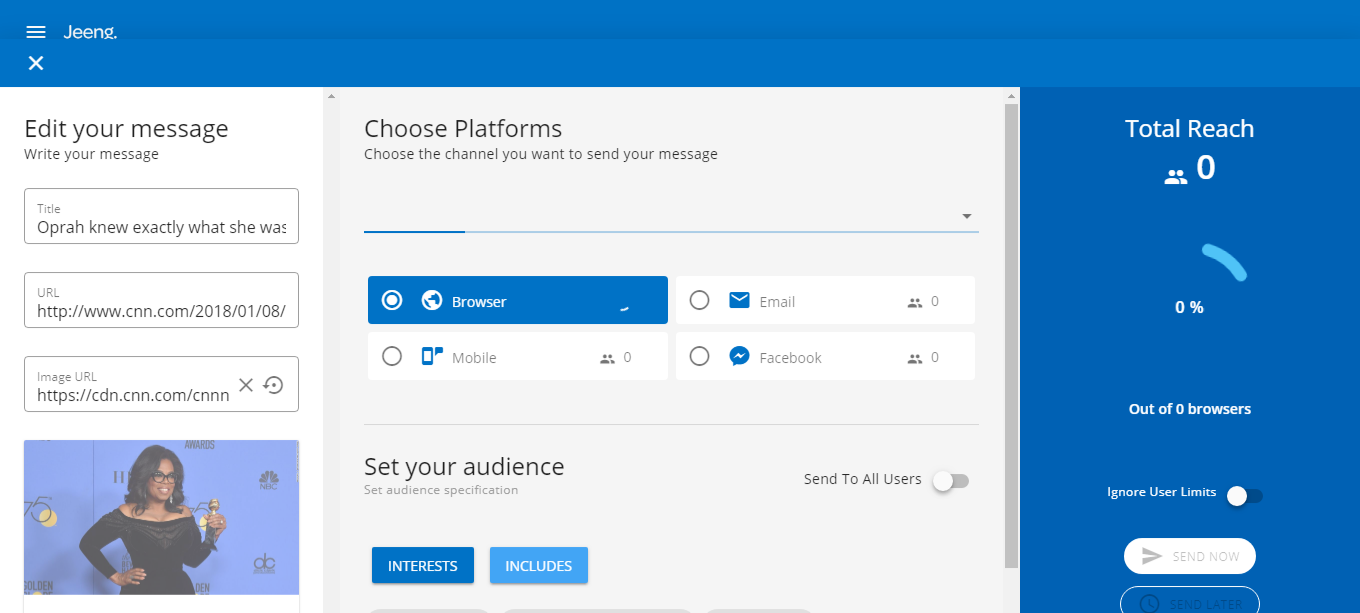 Jeeng.
Edit your message
Write your message
Title
Oprah knew exactly what she was
URL
http://www.cnn.com/2018/01/08/
Image URL
https://cdn.cnn.com/cnnn
AWARDS
NBC
75
GOLDEN
DEN
Choose Platforms
Choose the channel you want to send your message
Browser
Email
0
Mobile
0
Facebook
0
Set your audience
Set audience specification
Send To All Users
INTERESTS
INCLUDES
Total Reach
0
0 %
Out of 0 browsers
Ignore User Limits
SEND NOW
SEND LATER